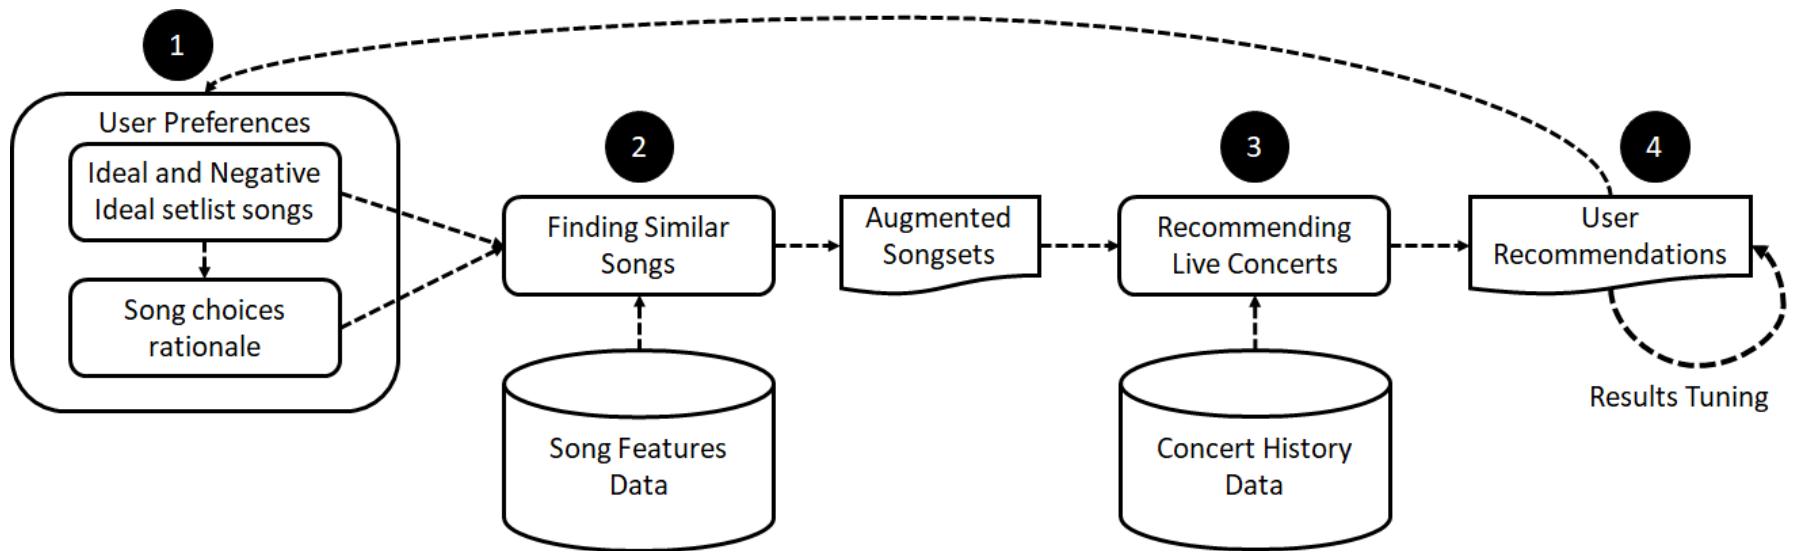 1
User Preferences
Ideal and Negative
Ideal setlist songs
Song choices
rationale
2
Finding Similar
Songs
Song Features
Data
Augmented
Songsets
3
Recommending
Live Concerts
Concert History
Data
4
User
Recommendations
Results Tuning